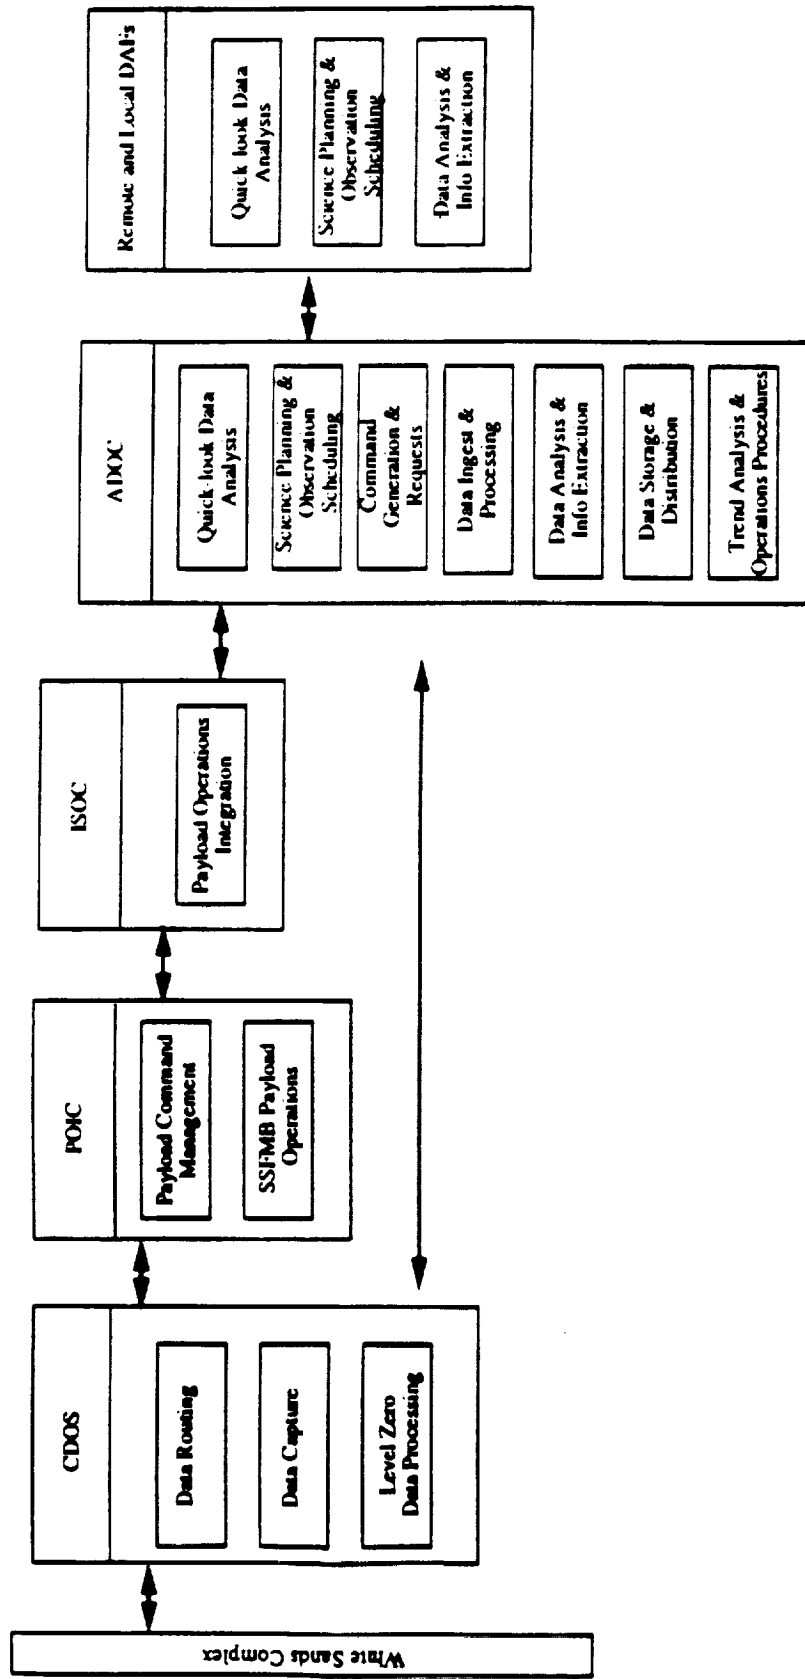 White Sands Complex
CDOS
Data Routing
Data Capture
Level Zero
Data Processing
POIC
Payload Command
Management
SSFMB Payload
Operations
ISOC
Payload Operations
Integration
ADOC
Quick-look Data
Analysis
Science Planning &
Observation
Scheduling
Command
Generation &
Requests
Data Ingest &
Processing
Data Analysis &
Info Extraction
Data Storage &
Distribution
Trend Analysis &
Operations Procedures
Remote and Local DAFs
Quick look Data
Analysis
Science Planning &
Observation
Scheduling
Data Analysis &
Info Extraction